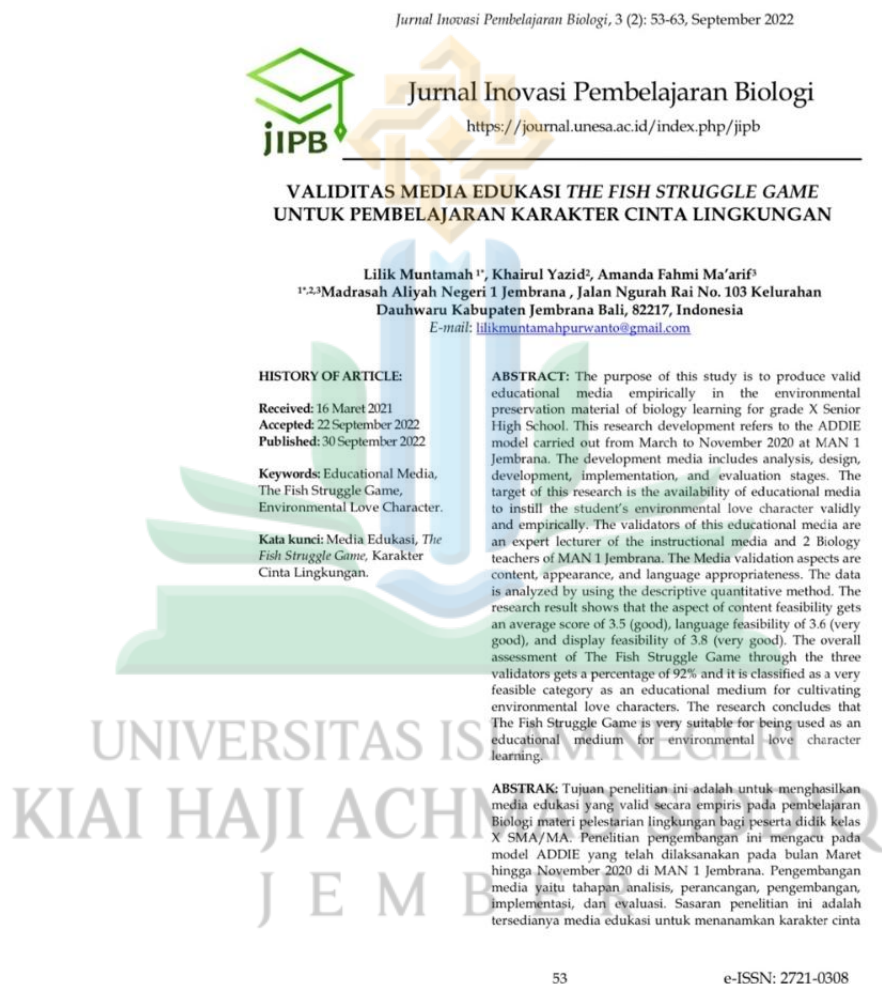 Jurnal Inovasi Pembelajaran Biologi, 3 (2): 53-63, September 2022
jIPB
Jurnal Inovasi Pembelajaran Biologi
https://journal.unesa.ac.id/index.php/jipb
VALIDITAS MEDIA EDUKASI THE FISH STRUGGLE GAME
UNTUK PEMBELAJARAN KARAKTER CINTA LINGKUNGAN
Lilik Muntamah 1*, Khairul Yazid2, Amanda Fahmi Ma'arif3
1*,2,3Madrasah Aliyah Negeri 1 Jembrana , Jalan Ngurah Rai No. 103 Kelurahan
Dauhwaru Kabupaten Jembrana Bali, 82217, Indonesia
E-mail: lilikmuntamahpurwanto@gmail.com
HISTORY OF ARTICLE:
Received: 16 Maret 2021
Accepted: 22 September 2022
Published: 30 September 2022
Keywords: Educational Media,
The Fish Struggle Game,
Environmental Love Character.
Kata kunci: Media Edukasi, The
Fish Struggle Game, Karakter
Cinta Lingkungan.
ABSTRACT: The purpose of this study is to produce valid
educational media empirically in the environmental
preservation material of biology learning for grade X Senior
High School. This research development refers to the ADDIE
model carried out from March to November 2020 at MAN 1
Jembrana. The development media includes analysis, design,
development, implementation, and evaluation stages. The
target of this research is the availability of educational media
to instill the student's environmental love character validly
and empirically. The validators of this educational media are
an expert lecturer of the instructional media and 2 Biology
teachers of MAN 1 Jembrana. The Media validation aspects are
content, appearance, and language appropriateness. The data
is analyzed by using the descriptive quantitative method. The
research result shows that the aspect of content feasibility gets
an average score of 3.5 (good), language feasibility of 3.6 (very
good), and display feasibility of 3.8 (very good). The overall
assessment of The Fish Struggle Game through the three
validators gets a percentage of 92% and it is classified as a very
feasible category as an educational medium for cultivating
environmental love characters. The research concludes that
The Fish Struggle Game is very suitable for being used as an
educational medium for environmental love character
learning.
ABSTRAK: Tujuan penelitian ini adalah untuk menghasilkan
media edukasi yang valid secara empiris pada pembelajaran
Biologi materi pelestarian lingkungan bagi peserta didik kelas
X SMA/MA. Penelitian pengembangan ini mengacu pada
model ADDIE yang telah dilaksanakan pada bulan Maret
hingga November 2020 di MAN 1 Jembrana. Pengembangan
media yaitu tahapan analisis, perancangan, pengembangan,
implementasi, dan evaluasi. Sasaran penelitian ini adalah
tersedianya media edukasi untuk menanamkan karakter cinta
UNIVERSITAS ISLAM NEGERI
KIAI HAJI ACHMAD SIDDIQ
JEMBER
53
e-ISSN: 2721-0308